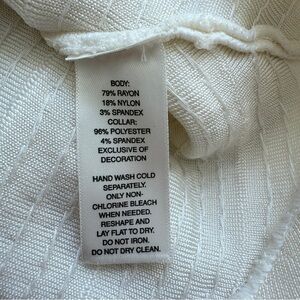 BODY:
79% RAYON
18% NYLON
3% SPANDEX
COLLAR:
96% POLYESTER
4% SPANDEX
EXCLUSIVE OF
DECORATION
HAND WASH COLD
SEPARATELY.
ONLY NON-
CHLORINE BLEACH
WHEN NEEDED.
RESHAPE AND
LAY FLAT TO DRY.
DO NOT IRON.
DO NOT DRY CLEAN.